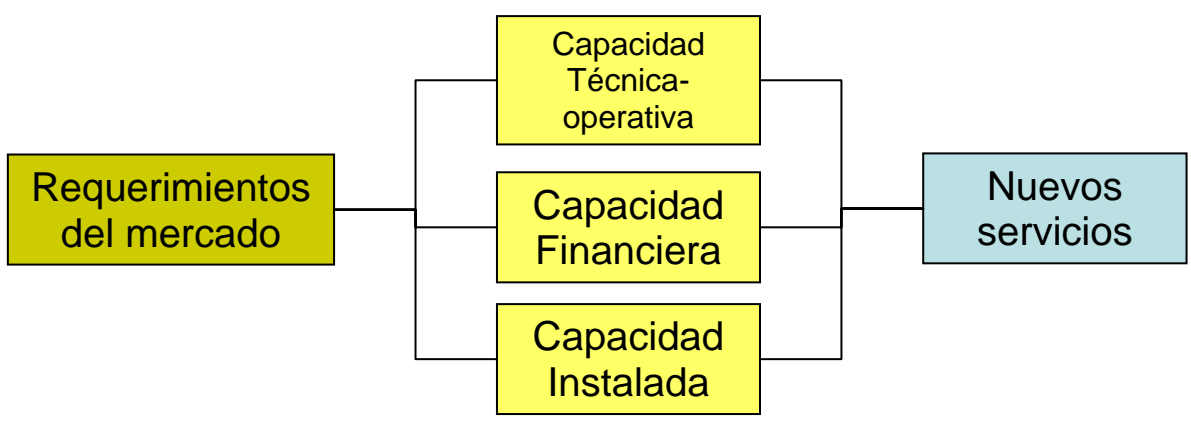 Requerimientos
del mercado
Capacidad
Técnica-
operativa
Capacidad
Financiera
Capacidad
Instalada
Nuevos
servicios